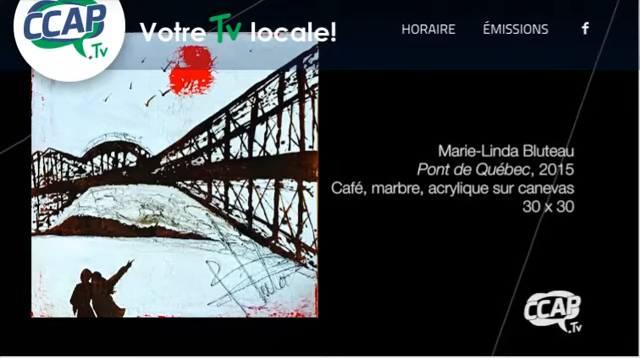 CCAP
.Tv
Votre Tv locale!
HORAIRE
ÉMISSIONS
f
Marie-Linda Bluteau
Pont de Québec, 2015
Café, marbre, acrylique sur canevas
30 x 30
CCAP
.Tv